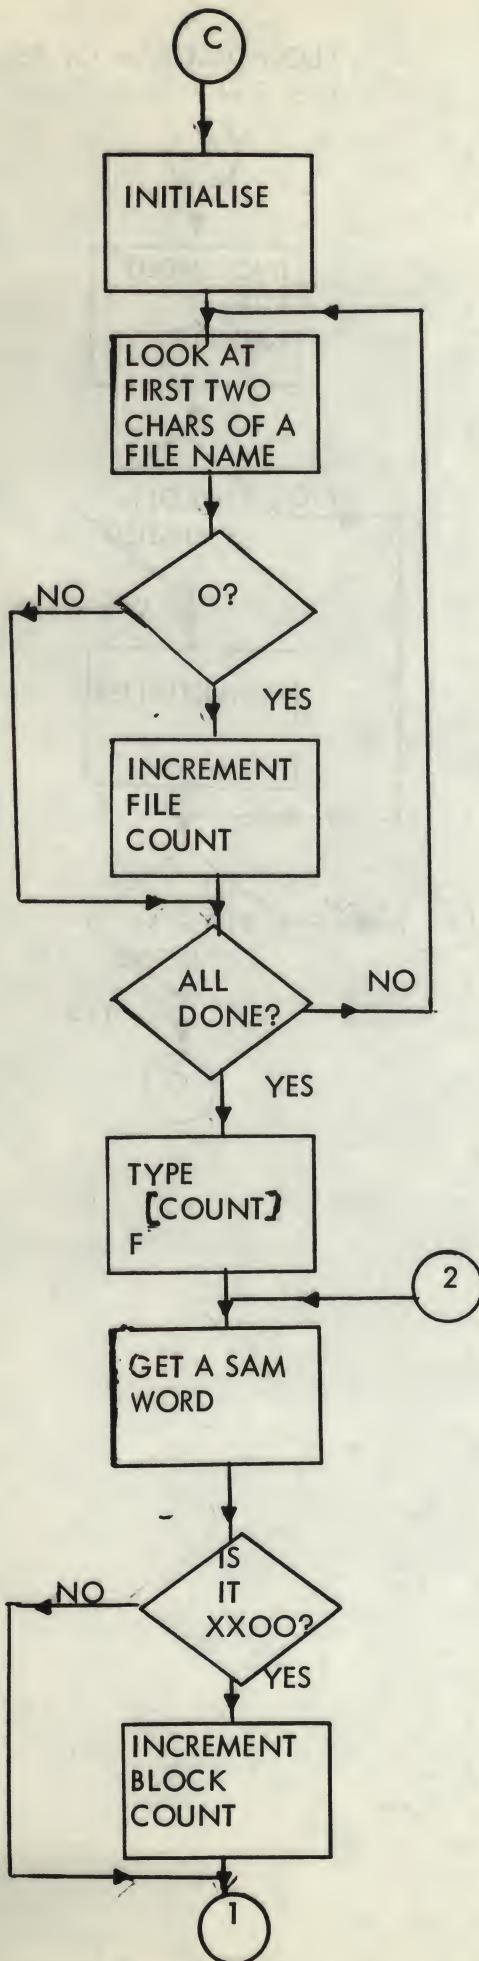 C
INITIALISE
LOOK AT
FIRST TWO
CHARS OF A
FILE NAME
O?
NO
YES
INCREMENT
FILE
COUNT
ALL
DONE?
NO
YES
TYPE
[COUNT]
F
2
GET A SAM
WORD
IS
IT
XXOO?
NO
YES
INCREMENT
BLOCK
COUNT
1